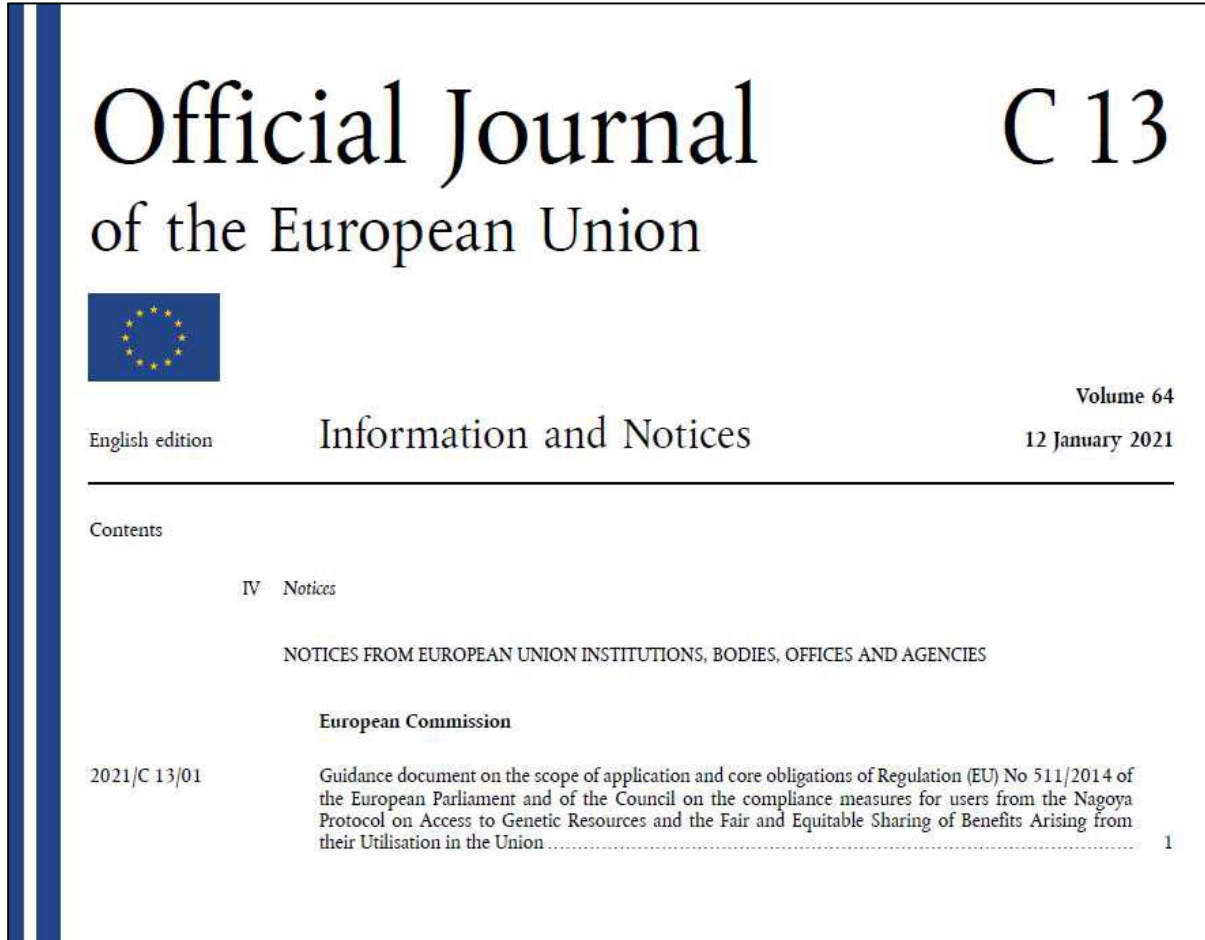 Official Journal
C 13
of the European Union
Volume 64
English edition
Information and Notices
12 January 2021
Contents
IV Notices
NOTICES FROM EUROPEAN UNION INSTITUTIONS, BODIES, OFFICES AND AGENCIES
European Commission
2021/C 13/01
Guidance document on the scope of application and core obligations of Regulation (EU) No 511/2014 of
the European Parliament and of the Council on the compliance measures for users from the Nagoya
Protocol on Access to Genetic Resources and the Fair and Equitable Sharing of Benefits Arising from
their Utilisation in the Union ........................................................................ 1